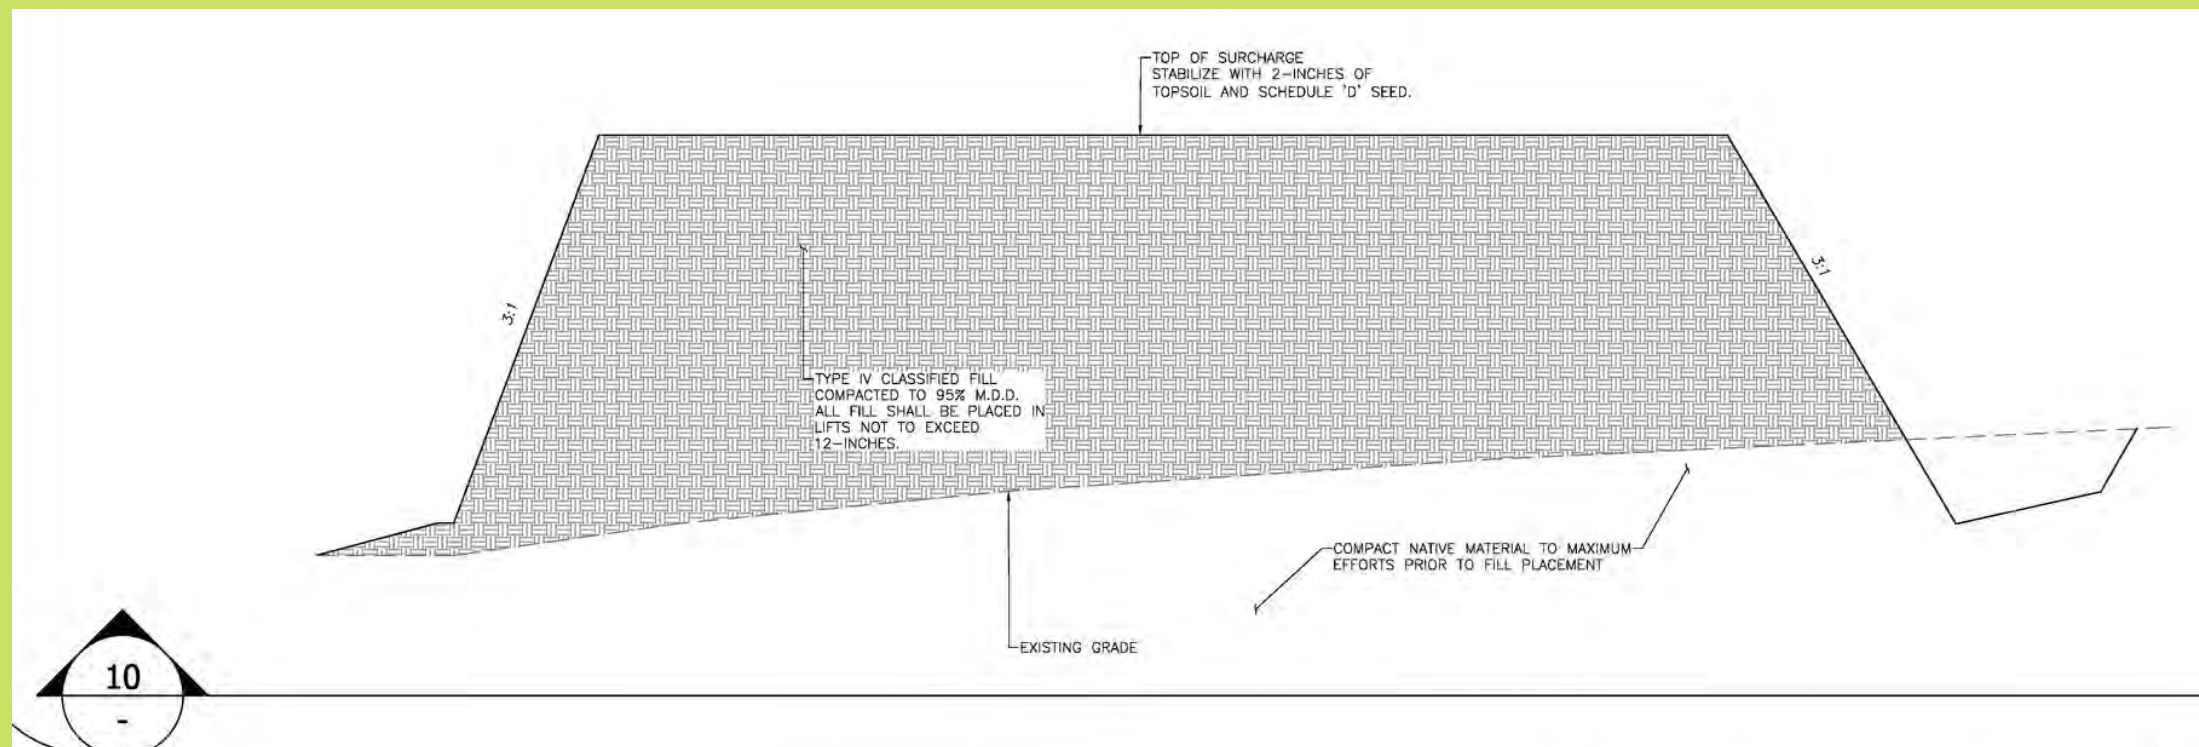 TOP OF SURCHARGE
STABILIZE WITH 2-INCHES OF
TOPSOIL AND SCHEDULE 'D' SEED.
3:1
3:1
TYPE IV CLASSIFIED FILL
COMPACTED TO 95% M.D.D.
ALL FILL SHALL BE PLACED IN
LIFTS NOT TO EXCEED
12-INCHES.
COMPACT NATIVE MATERIAL TO MAXIMUM
EFFORTS PRIOR TO FILL PLACEMENT
EXISTING GRADE
10
-